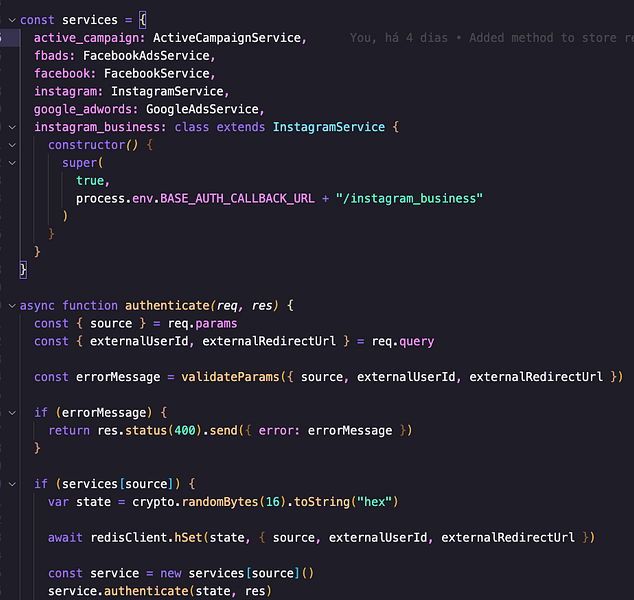 const services = {
active_campaign: ActiveCampaignService, You, há 4 dias • Added method to store
fbads: FacebookAdsService,
facebook: FacebookService,
instagram: InstagramService,
google_adwords: GoogleAdsService,
instagram_business: class extends InstagramService {
constructor() {
super(
true,
process.env.BASE_AUTH_CALLBACK_URL + "/instagram_business"
)
}
}
}
async function authenticate(req, res) {
const { source } = req.params
const { externalUserId, externalRedirectUrl } = req.query
const errorMessage = validateParams({ source, externalUserId, externalRedirectUrl })
if (errorMessage) {
return res.status(400).send({ error: errorMessage })
}
if (services[source]) {
var state = crypto.randomBytes(16).toString("hex")
await redisClient.hSet(state, { source, externalUserId, externalRedirectUrl })
const service = new services[source]()
service.authenticate(state, res)